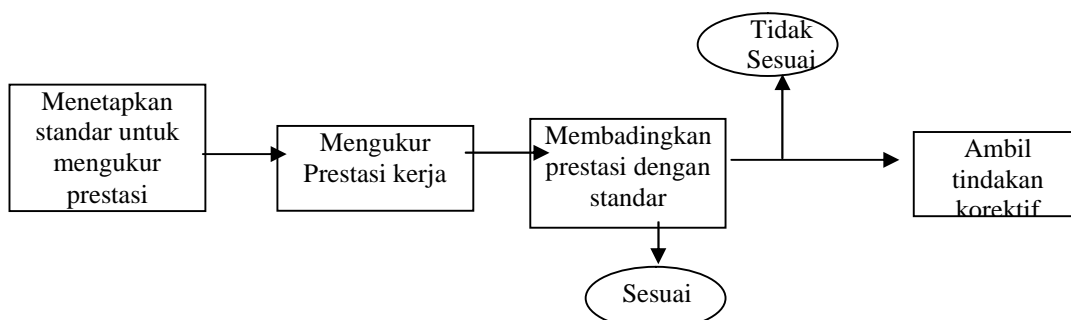 Menetapkan
standar untuk
mengukur
prestasi
Mengukur
Prestasi kerja
Membadingkan
prestasi dengan
standar
Tidak
Sesuai
Sesuai
Ambil
tindakan
korektif